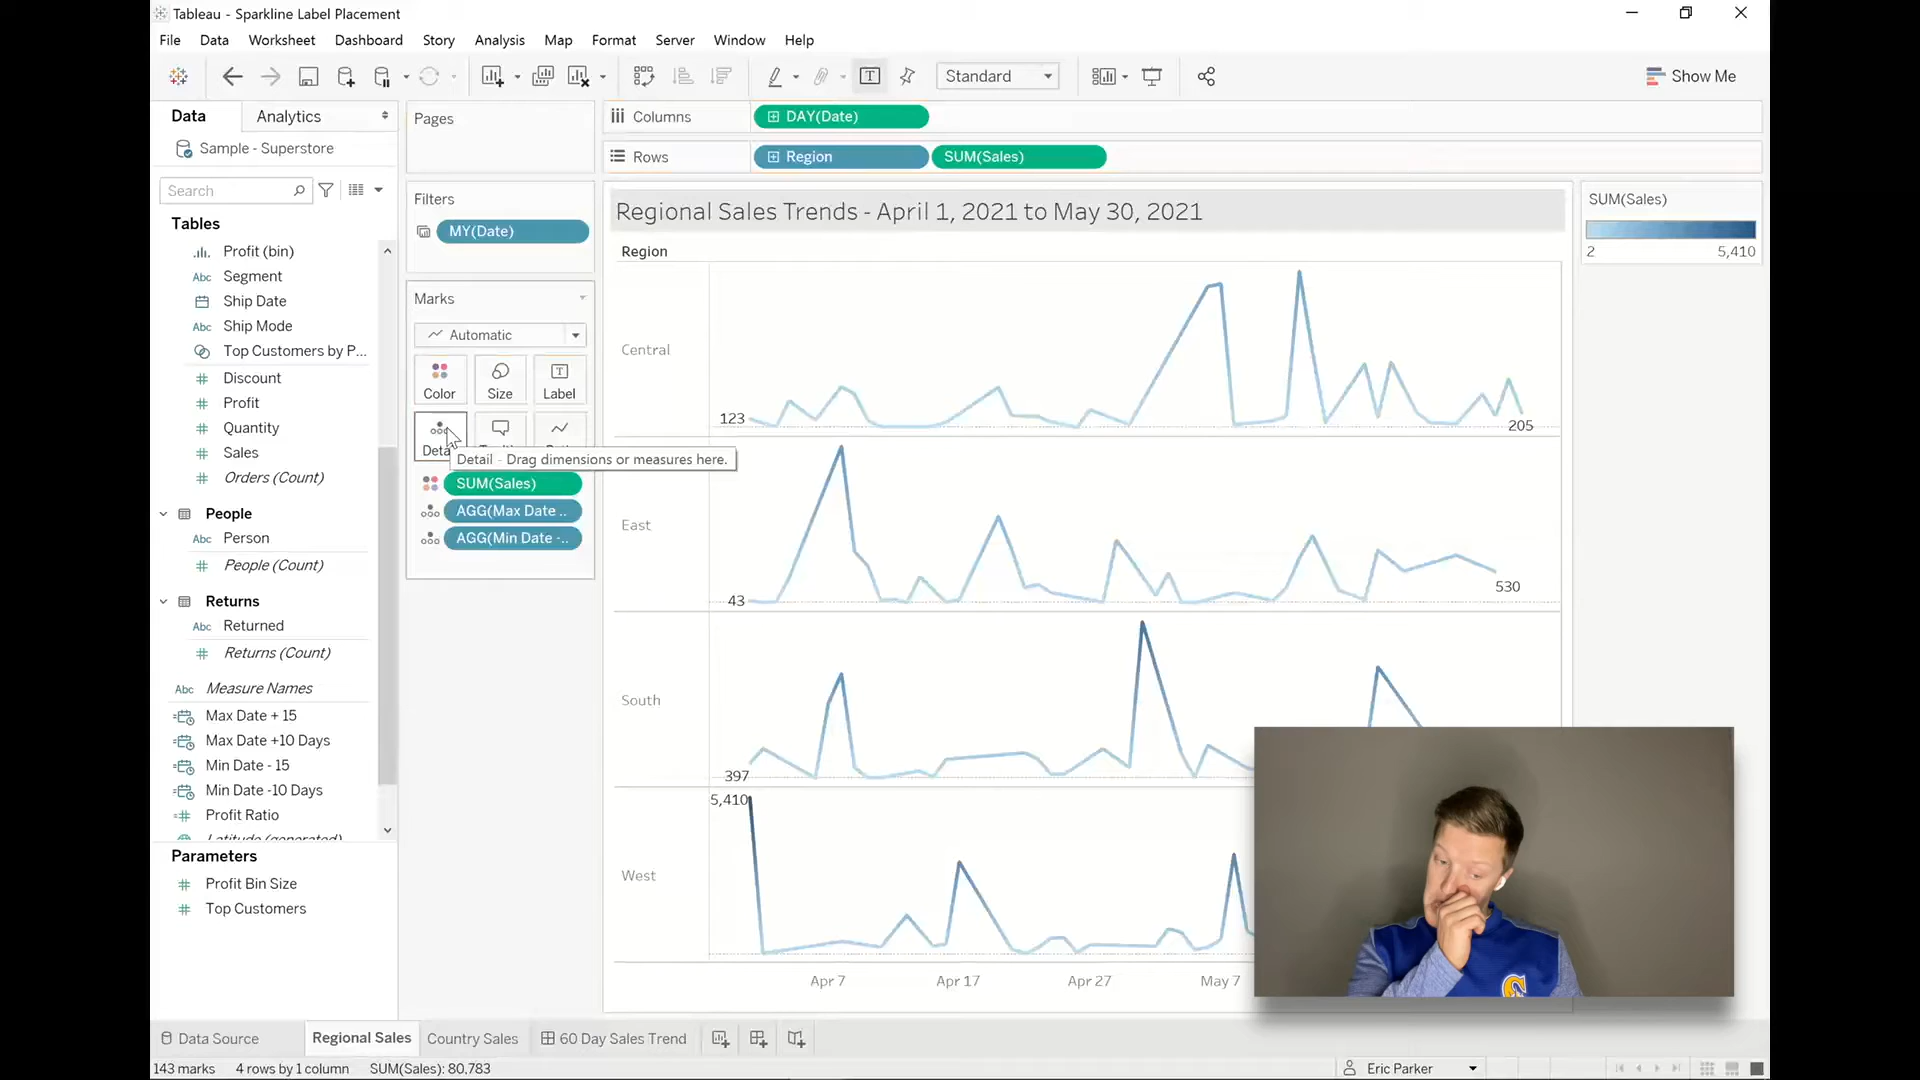 Tableau - Sparkline Label Placement
File Data Worksheet Dashboard Story Analysis Map Format Server Window Help
Standard
Show Me
Data Analytics
Sample - Superstore
Search
Tables
Profit (bin)
Abc Segment
Ship Date
Abc Ship Mode
Top Customers by P...
Discount
Profit
Quantity
Sales
Orders (Count)
People
Abc Person
People (Count)
Returns
Abc Returned
Returns (Count)
Abc Measure Names
Max Date + 15
Max Date +10 Days
Min Date - 15
Min Date -10 Days
Profit Ratio
Latitude (generated)
Parameters
Profit Bin Size
Top Customers
Pages
Filters
MY(Date)
Marks
Automatic
Color Size Label
Detail - Drag dimensions or measures here.
SUM(Sales)
AGG(Max Date ..
AGG(Min Date -..
Columns DAY(Date)
Rows Region SUM(Sales)
Regional Sales Trends - April 1, 2021 to May 30, 2021
Region
Central
123
205
East
43
530
South
397
5,410
West
Apr 7 Apr 17 Apr 27 May 7
SUM(Sales)
2 5,410
Data Source Regional Sales Country Sales 60 Day Sales Trend
143 marks 4 rows by 1 column SUM(Sales): 80,783
Eric Parker